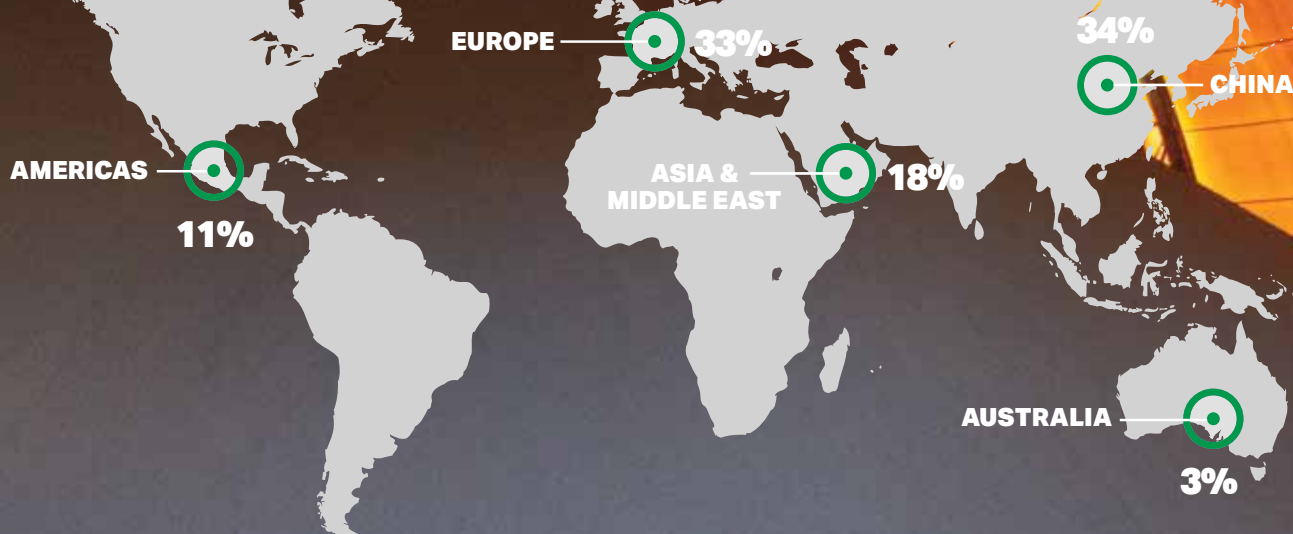 34%
EUROPE 33%
CHINA
AMERICAS
ASIA &
MIDDLE EAST
18%
11%
AUSTRALIA
3%